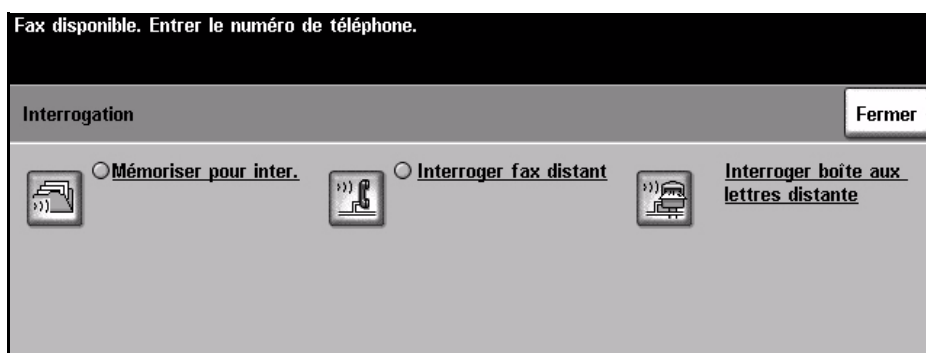 Fax disponible. Entrer le numéro de téléphone.
Interrogation
Fermer
Mémoriser pour inter.
Interroger fax distant
Interroger boîte aux
lettres distante